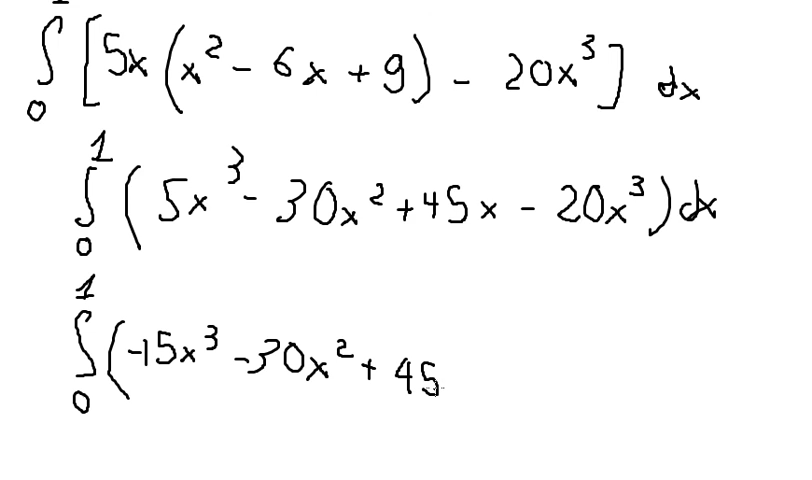 ∫₀¹ [5x(x² - 6x + 9) - 20x³] dx
∫₀¹ (5x³ - 30x² + 45x - 20x³) dx
∫₀¹ (-15x³ - 30x² + 45